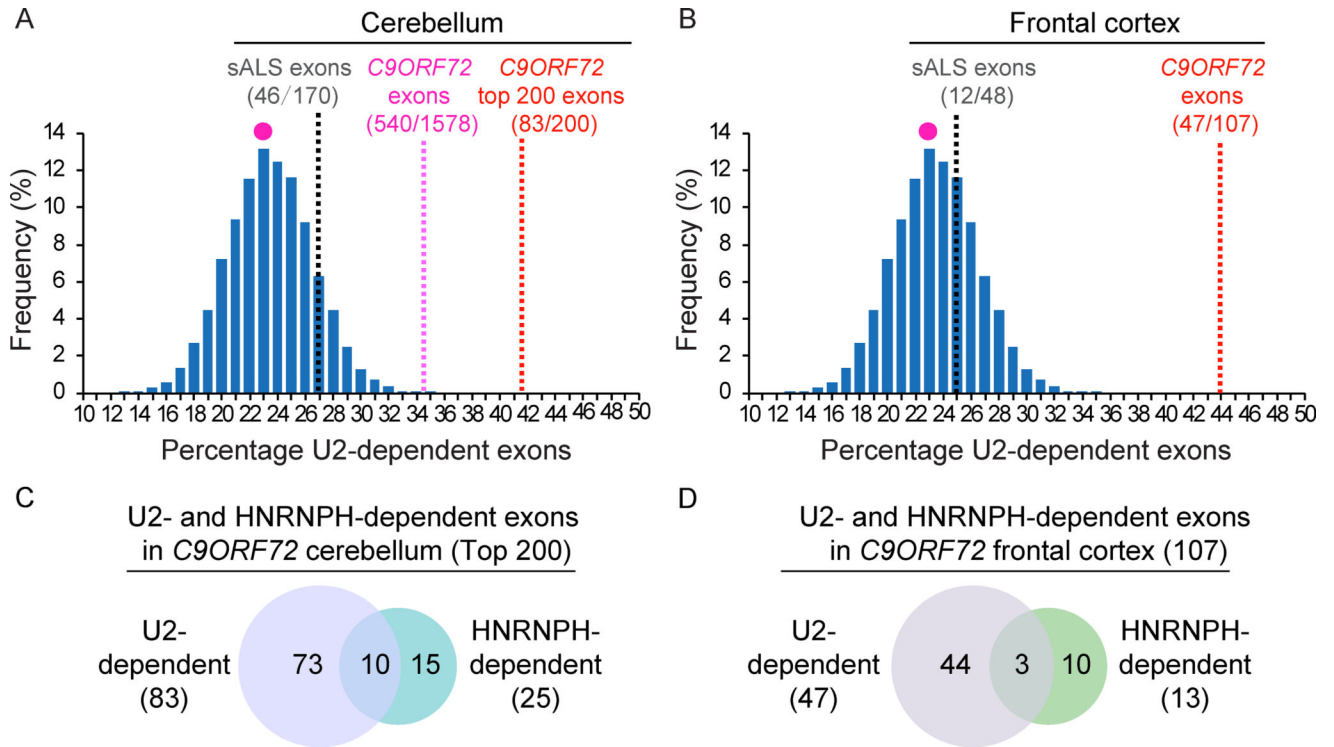 A
Cerebellum
sALS exons
(46/170)
C9ORF72
exons
(540/1578)
C9ORF72
top 200 exons
(83/200)
Frequency (%)
14
12
10
8
6
4
2
0
10 12 14 16 18 20 22 24 26 28 30 32 34 36 38 40 42 44 46 48 50
Percentage U2-dependent exons
B
Frontal cortex
sALS exons
(12/48)
C9ORF72
exons
(47/107)
Frequency (%)
14
12
10
8
6
4
2
0
10 12 14 16 18 20 22 24 26 28 30 32 34 36 38 40 42 44 46 48 50
Percentage U2-dependent exons
C
U2- and HNRNPH-dependent exons
in C9ORF72 cerebellum (Top 200)
U2-
dependent
(83)
73
10
15
HNRNPH-
dependent
(25)
D
U2- and HNRNPH-dependent exons
in C9ORF72 frontal cortex (107)
U2-
dependent
(47)
44
3
10
HNRNPH-
dependent
(13)